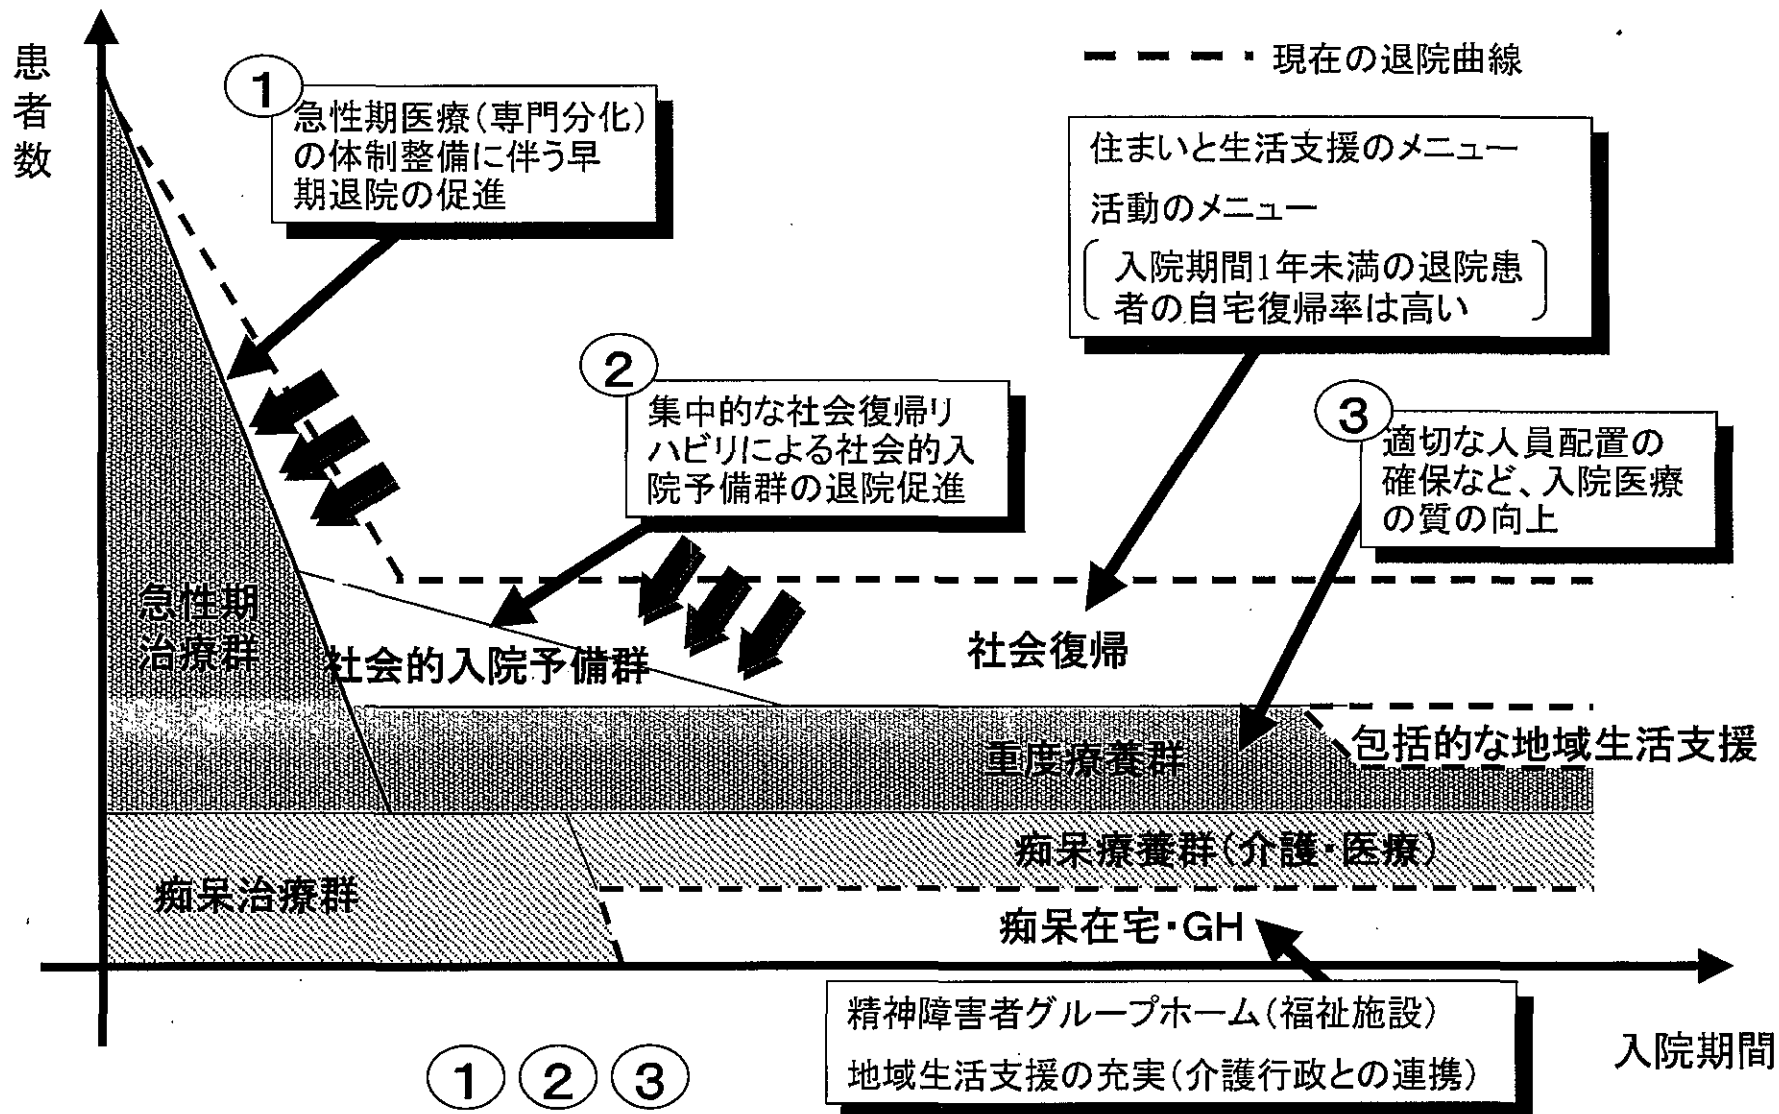 患者数
① 急性期医療(専門分化)
の体制整備に伴う早
期退院の促進
現在の退院曲線
住まいと生活支援のメニュー
活動のメニュー
入院期間1年未満の退院患
者の自宅復帰率は高い
② 集中的な社会復帰リ
ハビリによる社会的入
院予備群の退院促進
③ 適切な人員配置の
確保など、入院医療
の質の向上
急性期
治療群
社会的入院予備群
社会復帰
重度療養群
包括的な地域生活支援
痴呆療養群(介護・医療)
痴呆治療群
痴呆在宅・GH
精神障害者グループホーム(福祉施設)
地域生活支援の充実(介護行政との連携)
入院期間
① ② ③